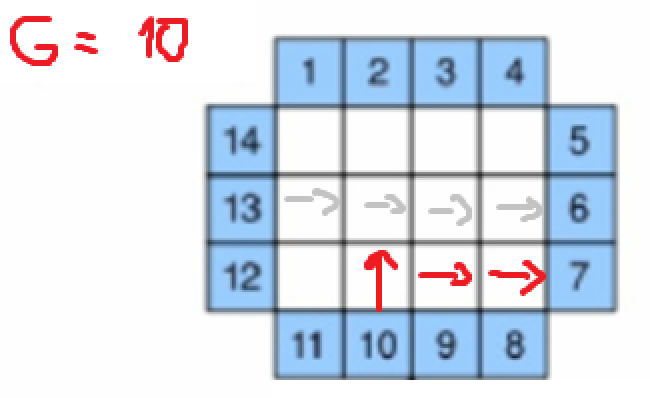 G = 10
1 2 3 4
14 5
13 → → → → 6
12 ↑ → → 7
11 10 9 8